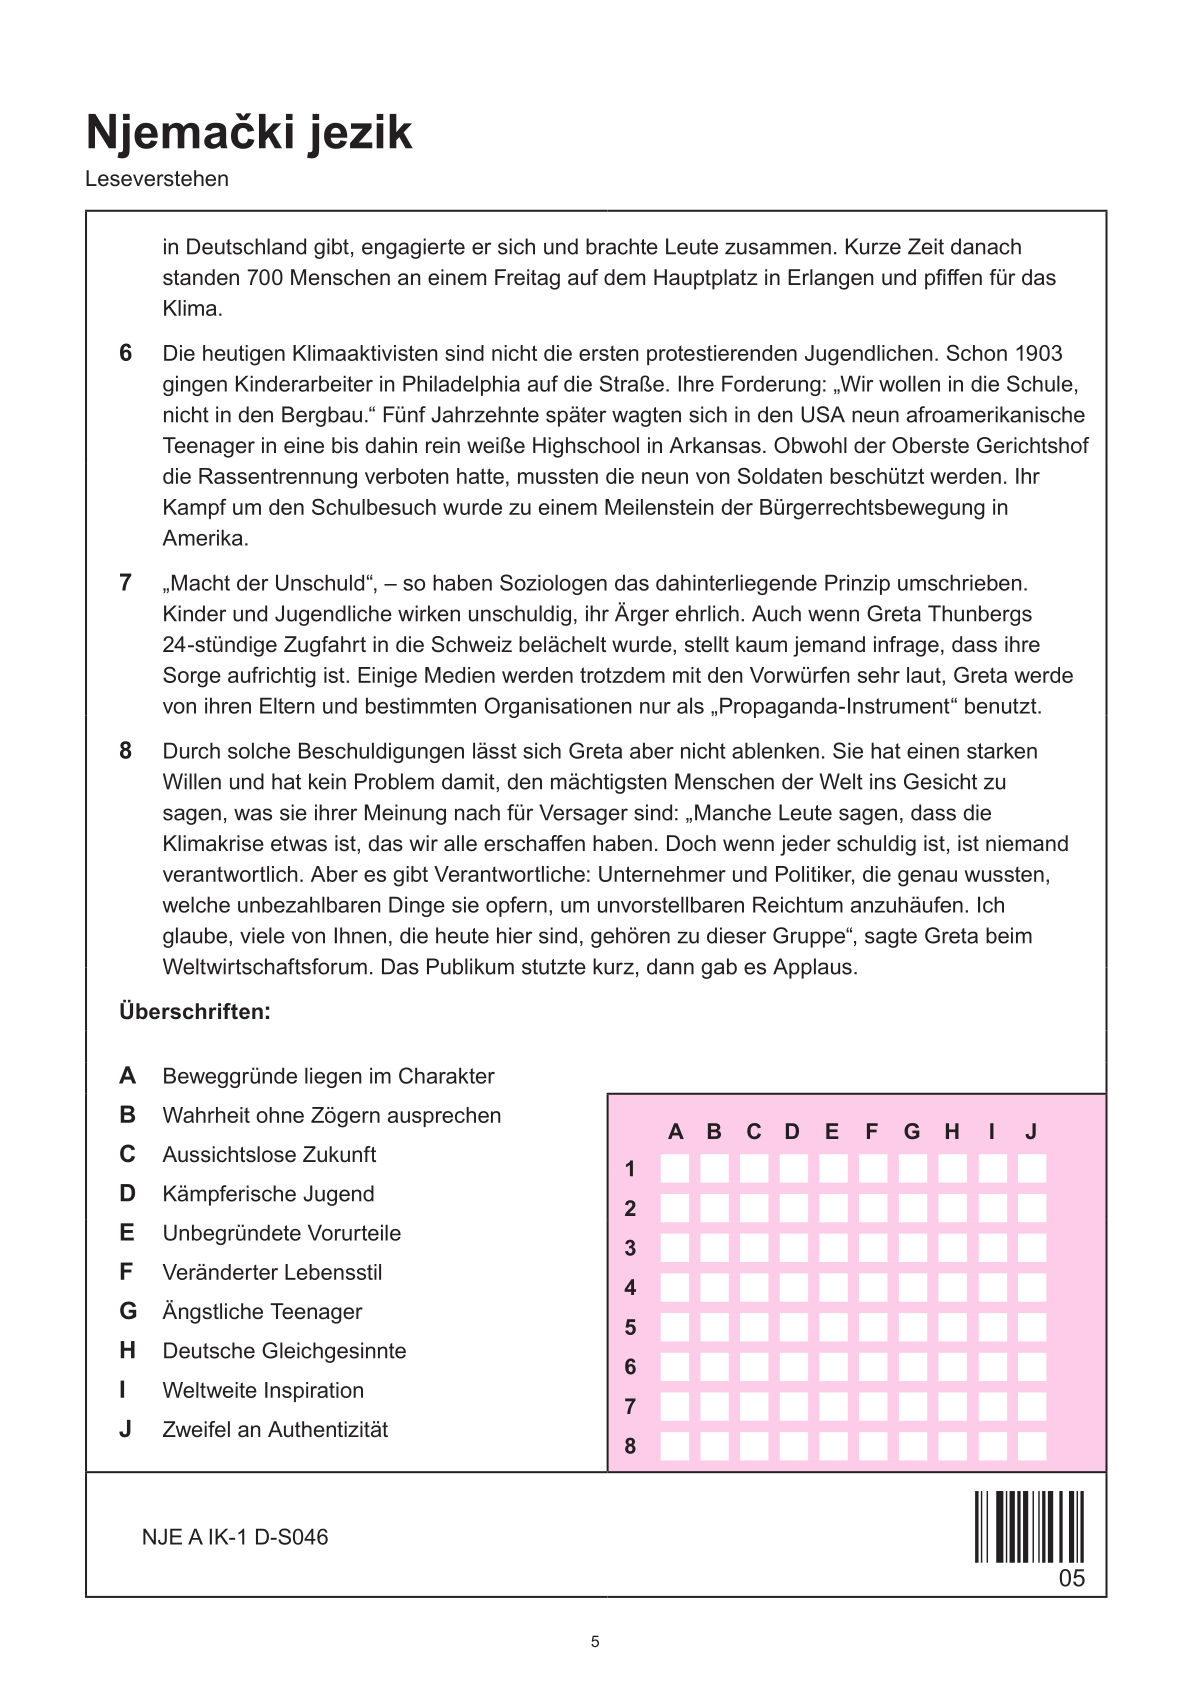 Njemački jezik
Leseverstehen
in Deutschland gibt, engagierte er sich und brachte Leute zusammen. Kurze Zeit danach
standen 700 Menschen an einem Freitag auf dem Hauptplatz in Erlangen und pfiffen für das
Klima.
6 Die heutigen Klimaaktivisten sind nicht die ersten protestierenden Jugendlichen. Schon 1903
gingen Kinderarbeiter in Philadelphia auf die Straße. Ihre Forderung: „Wir wollen in die Schule,
nicht in den Bergbau.“ Fünf Jahrzehnte später wagten sich in den USA neun afroamerikanische
Teenager in eine bis dahin rein weiße Highschool in Arkansas. Obwohl der Oberste Gerichtshof
die Rassentrennung verboten hatte, mussten die neun von Soldaten beschützt werden. Ihr
Kampf um den Schulbesuch wurde zu einem Meilenstein der Bürgerrechtsbewegung in
Amerika.
7 „Macht der Unschuld“, – so haben Soziologen das dahinterliegende Prinzip umschrieben.
Kinder und Jugendliche wirken unschuldig, ihr Ärger ehrlich. Auch wenn Greta Thunbergs
24-stündige Zugfahrt in die Schweiz belächelt wurde, stellt kaum jemand infrage, dass ihre
Sorge aufrichtig ist. Einige Medien werden trotzdem mit den Vorwürfen sehr laut, Greta werde
von ihren Eltern und bestimmten Organisationen nur als „Propaganda-Instrument“ benutzt.
8 Durch solche Beschuldigungen lässt sich Greta aber nicht ablenken. Sie hat einen starken
Willen und hat kein Problem damit, den mächtigsten Menschen der Welt ins Gesicht zu
sagen, was sie ihrer Meinung nach für Versager sind: „Manche Leute sagen, dass die
Klimakrise etwas ist, das wir alle erschaffen haben. Doch wenn jeder schuldig ist, ist niemand
verantwortlich. Aber es gibt Verantwortliche: Unternehmer und Politiker, die genau wussten,
welche unbezahlbaren Dinge sie opfern, um unvorstellbaren Reichtum anzuhäufen. Ich
glaube, viele von Ihnen, die heute hier sind, gehören zu dieser Gruppe“, sagte Greta beim
Weltwirtschaftsforum. Das Publikum stutzte kurz, dann gab es Applaus.
Überschriften:
A Beweggründe liegen im Charakter
B Wahrheit ohne Zögern aussprechen
C Aussichtslose Zukunft
D Kämpferische Jugend
E Unbegründete Vorurteile
F Veränderter Lebensstil
G Ängstliche Teenager
H Deutsche Gleichgesinnte
I Weltweite Inspiration
J Zweifel an Authentizität
A B C D E F G H I J
1
2
3
4
5
6
7
8
NJE A IK-1 D-S046
05
5